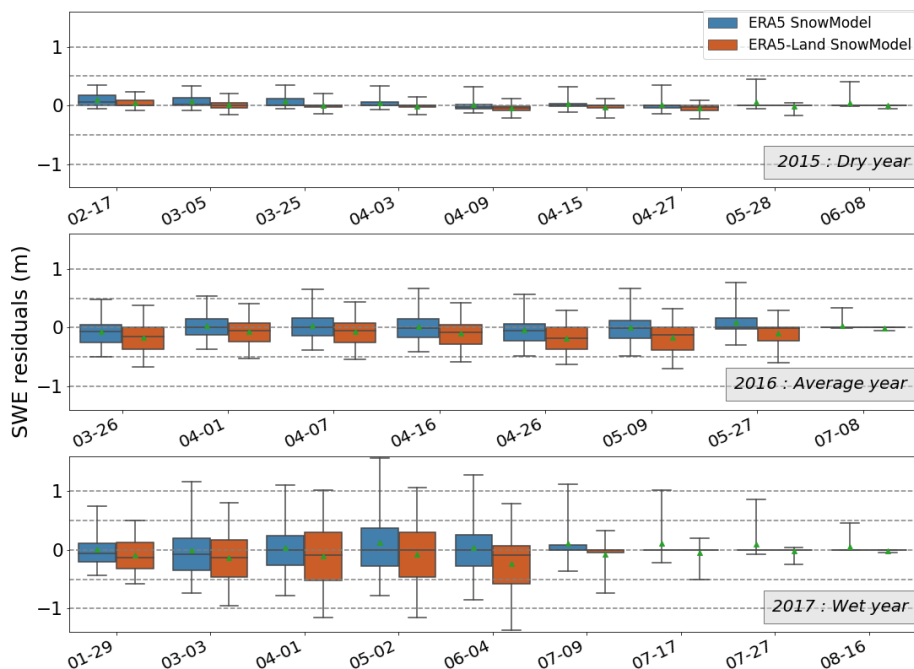 ERA5 SnowModel
ERA5-Land SnowModel
1
0
−1
2015 : Dry year
02-17 03-05 03-25 04-03 04-09 04-15 04-27 05-28 06-08
SWE residuals (m)
1
0
−1
2016 : Average year
03-26 04-01 04-07 04-16 04-26 05-09 05-27 07-08
1
0
−1
2017 : Wet year
01-29 03-03 04-01 05-02 06-04 07-09 07-17 07-27 08-16